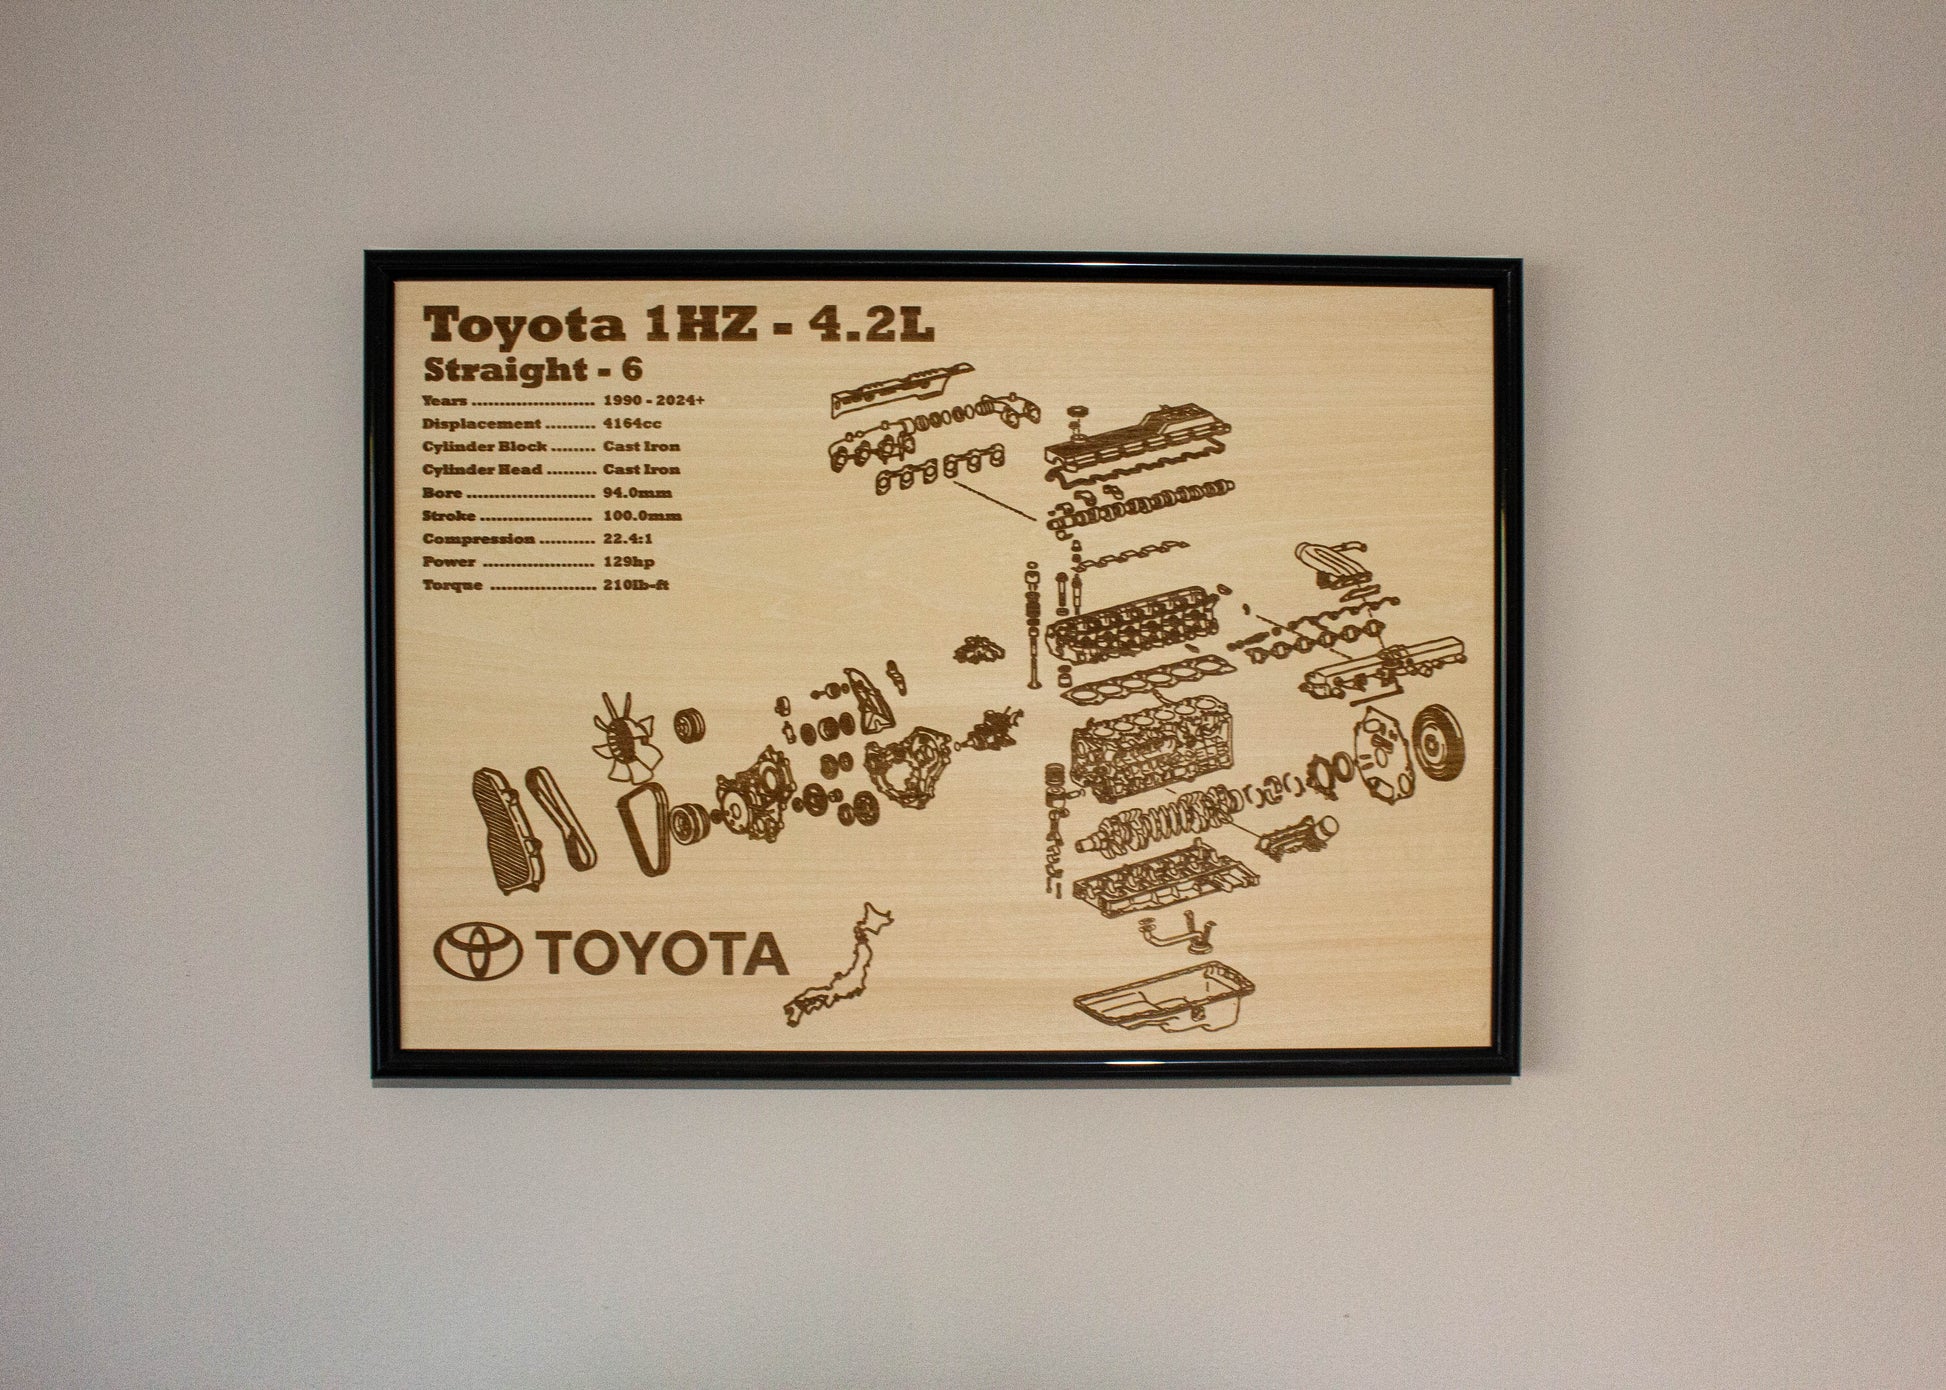 Toyota 1HZ - 4.2L
Straight - 6
Years ...................... 1990 - 2024+
Displacement ......... 4164cc
Cylinder Block ........ Cast Iron
Cylinder Head ......... Cast Iron
Bore ....................... 94.0mm
Stroke .................... 100.0mm
Compression .......... 22.4:1
Power .................... 129hp
Torque ................... 210lb-ft
TOYOTA